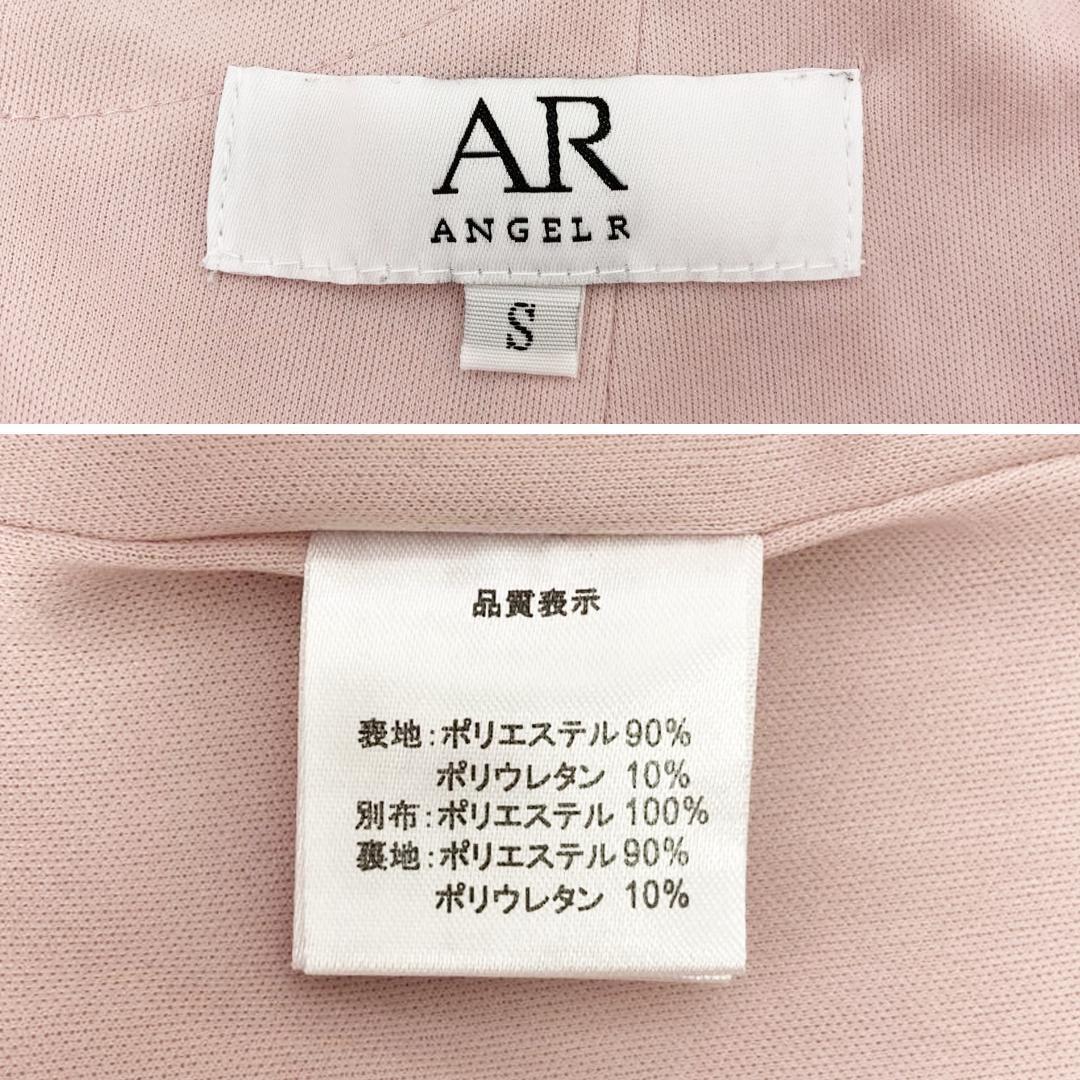 AR
ANGEL R
S
品質表示
表地:ポリエステル 90%
ポリウレタン 10%
別布:ポリエステル 100%
裏地:ポリエステル 90%
ポリウレタン 10%